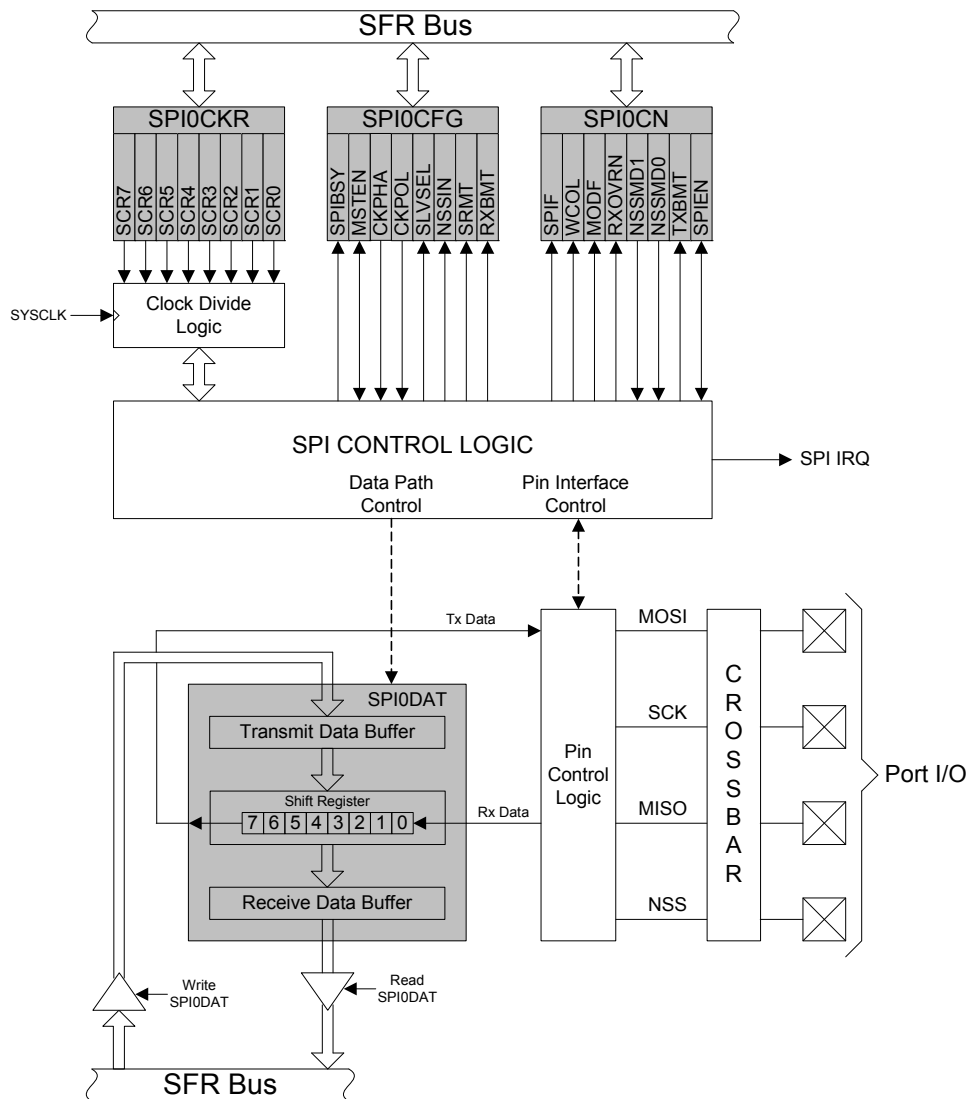 SFR Bus
SPI0CKR
SPI0CFG
SPI0CN
SCR7
SCR6
SCR5
SCR4
SCR3
SCR2
SCR1
SCR0
SPIBSY
MSTEN
CKPHA
CKPOL
SLVSEL
NSSIN
SRMT
RXBMT
SPIF
WCOL
MODF
RXOVRN
NSSMD1
NSSMD0
TXBMT
SPIEN
SYSCLK
Clock Divide
Logic
SPI CONTROL LOGIC
SPI IRQ
Data Path
Control
Pin Interface
Control
Tx Data
MOSI
SPI0DAT
Transmit Data Buffer
SCK
Shift Register
7 6 5 4 3 2 1 0
Rx Data
Pin
Control
Logic
MISO
Receive Data Buffer
NSS
CROSSBAR
Port I/O
Write
SPI0DAT
Read
SPI0DAT
SFR Bus